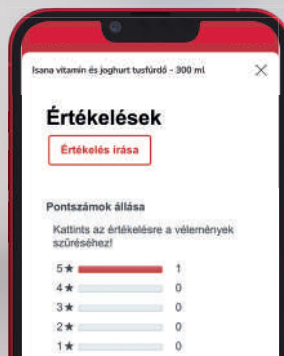 Isana vitamin és joghurt tusfürdő - 300 ml
Értékelések
Értékelés írása
Pontszámok állása
Kattints az értékelésre a vélemények
szűréséhez!
5★ 1
4★ 0
3★ 0
2★ 0
1★ 0